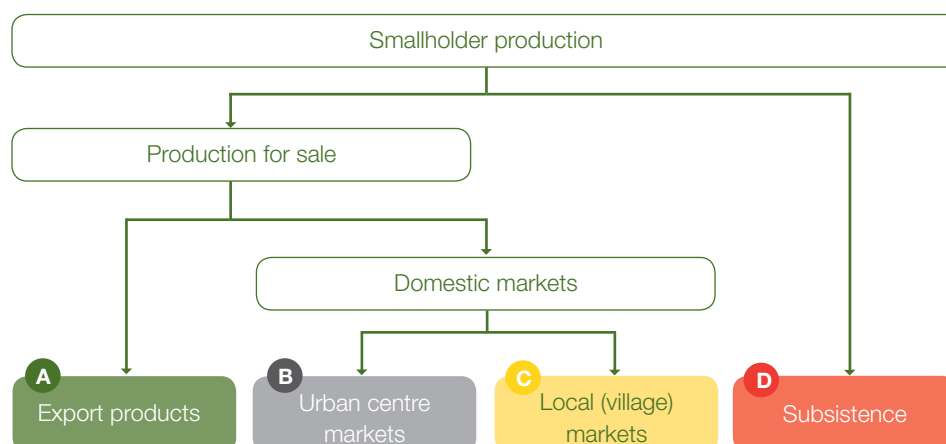 Smallholder production
Production for sale
Domestic markets
A
Export products
B
Urban centre
markets
C
Local (village)
markets
D
Subsistence